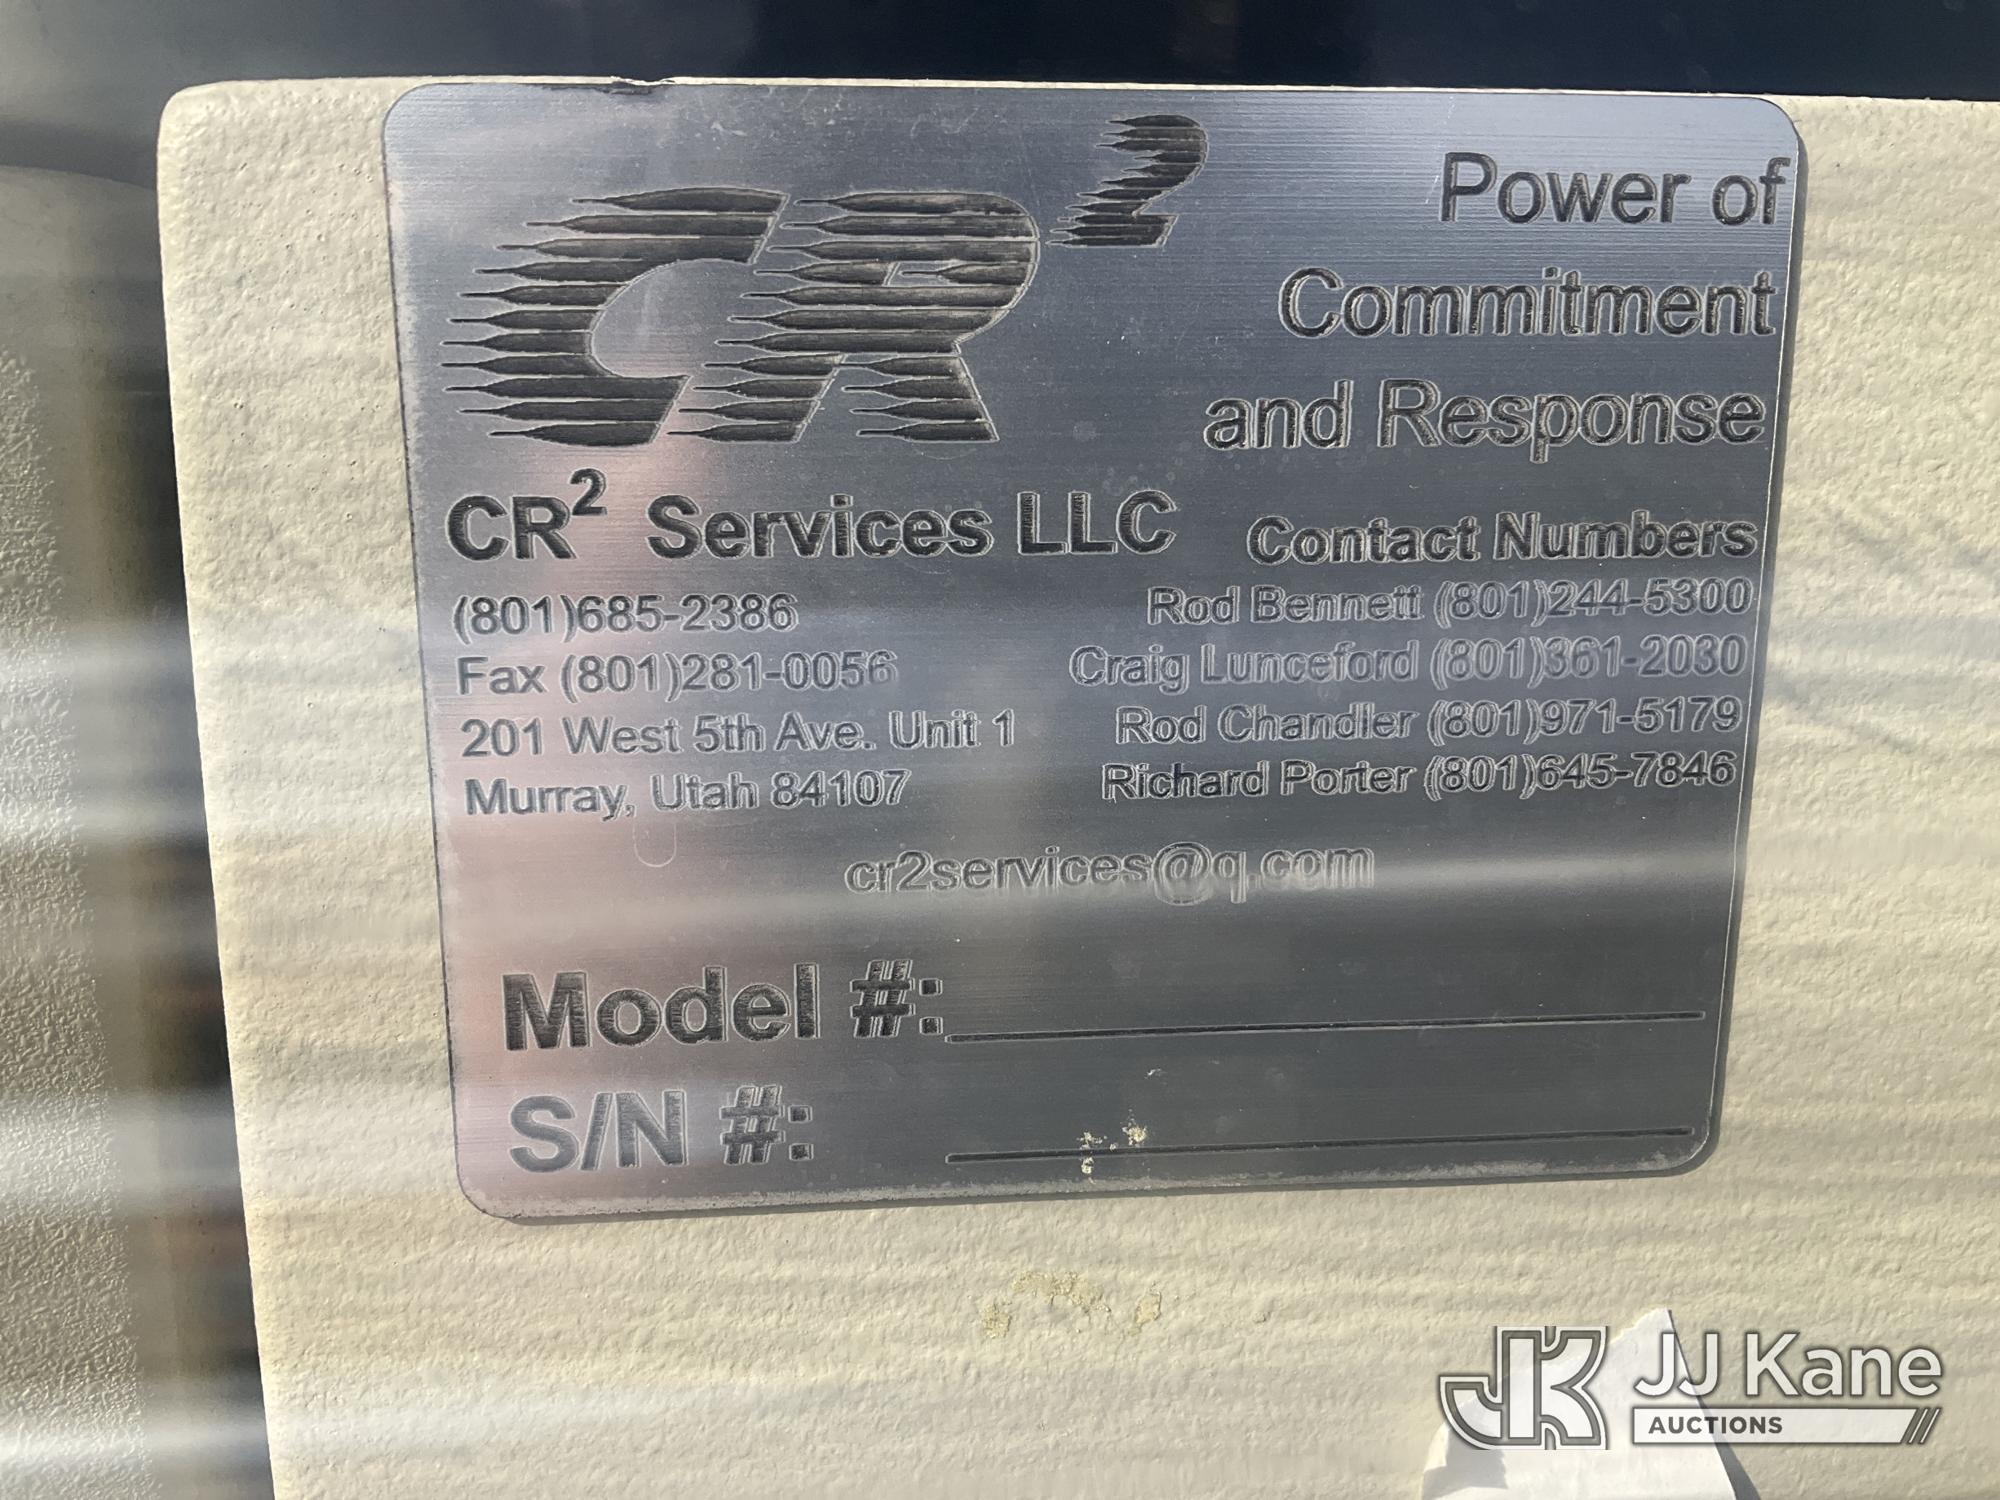 CR2
Power of
Commitment
and Response
CR2 Services LLC
(801)685-2386
Fax (801)281-0056
201 West 5th Ave. Unit 1
Murray, Utah 84107
Contact Numbers
Rod Bennett (801)244-5300
Craig Lunceford (801)361-2030
Rod Chandler (801)971-5179
Richard Porter (801)645-7846
cr2services@q.com
Model #:
S/N #:
JK JJ Kane
AUCTIONS